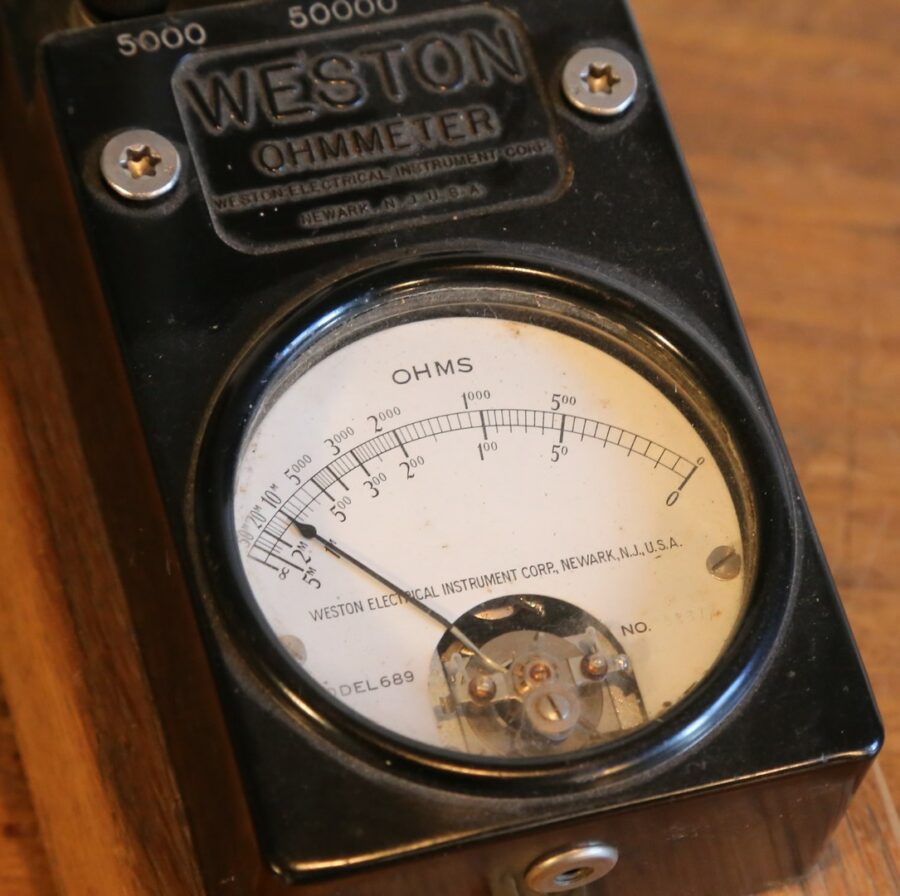 5000 50000
WESTON
OHMMETER
WESTON ELECTRICAL INSTRUMENT CORP.
NEWARK, N.J. U.S.A.
OHMS
20M 10M 5000 3000 2000 1000 500 0
∞ 5M 2M 1M 500 300 200 100 50 0
WESTON ELECTRICAL INSTRUMENT CORP., NEWARK, N.J., U.S.A.
NO.
DEL 689